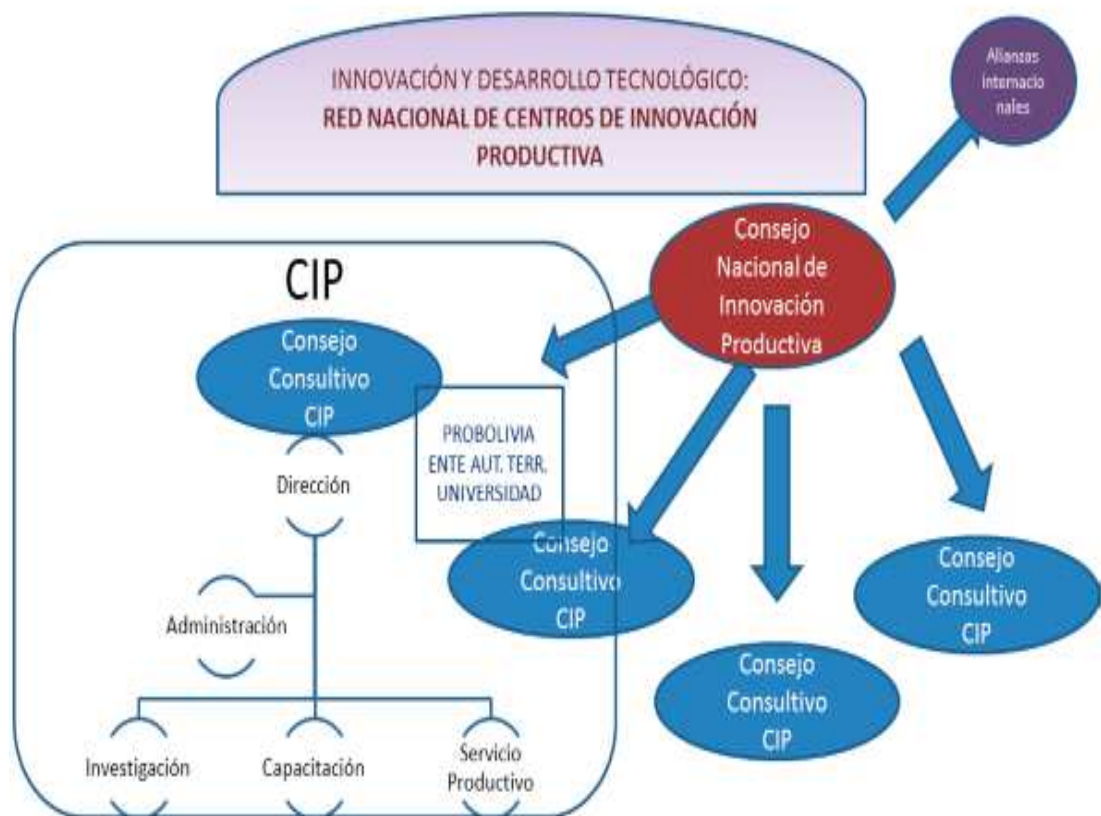 INNOVACIÓN Y DESARROLLO TECNOLÓGICO:
RED NACIONAL DE CENTROS DE INNOVACIÓN
PRODUCTIVA
Alianzas
internacio
nales
Consejo
Nacional de
Innovación
Productiva
CIP
Consejo
Consultivo
CIP
PROBOLIVIA
ENTE AUT. TERR.
UNIVERSIDAD
Dirección
Administración
Investigación
Capacitación
Servicio
Productivo
Consejo
Consultivo
CIP
Consejo
Consultivo
CIP
Consejo
Consultivo
CIP